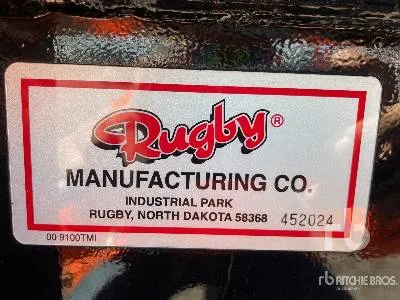 Rugby®
MANUFACTURING CO.
INDUSTRIAL PARK
RUGBY, NORTH DAKOTA 58368 452024
00 9100TMI
rb RITCHIE BROS.